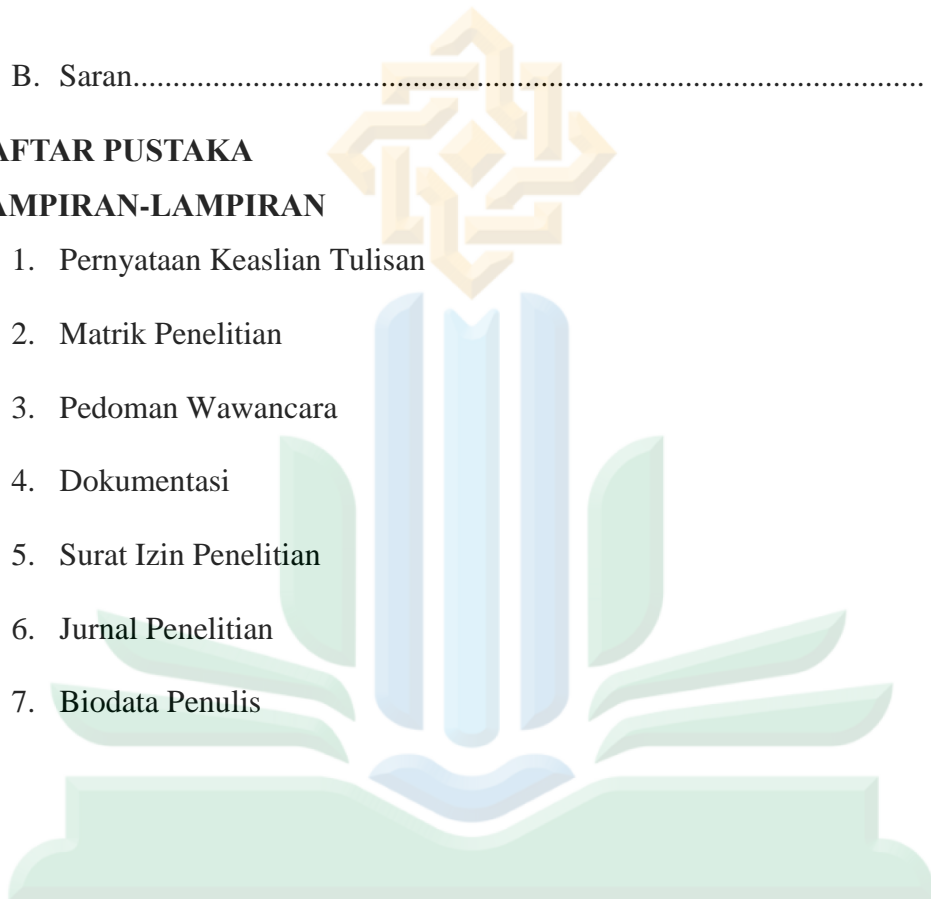 B. Saran...................................................................................................
AFTAR PUSTAKA
AMPIRAN-LAMPIRAN
1. Pernyataan Keaslian Tulisan
2. Matrik Penelitian
3. Pedoman Wawancara
4. Dokumentasi
5. Surat Izin Penelitian
6. Jurnal Penelitian
7. Biodata Penulis